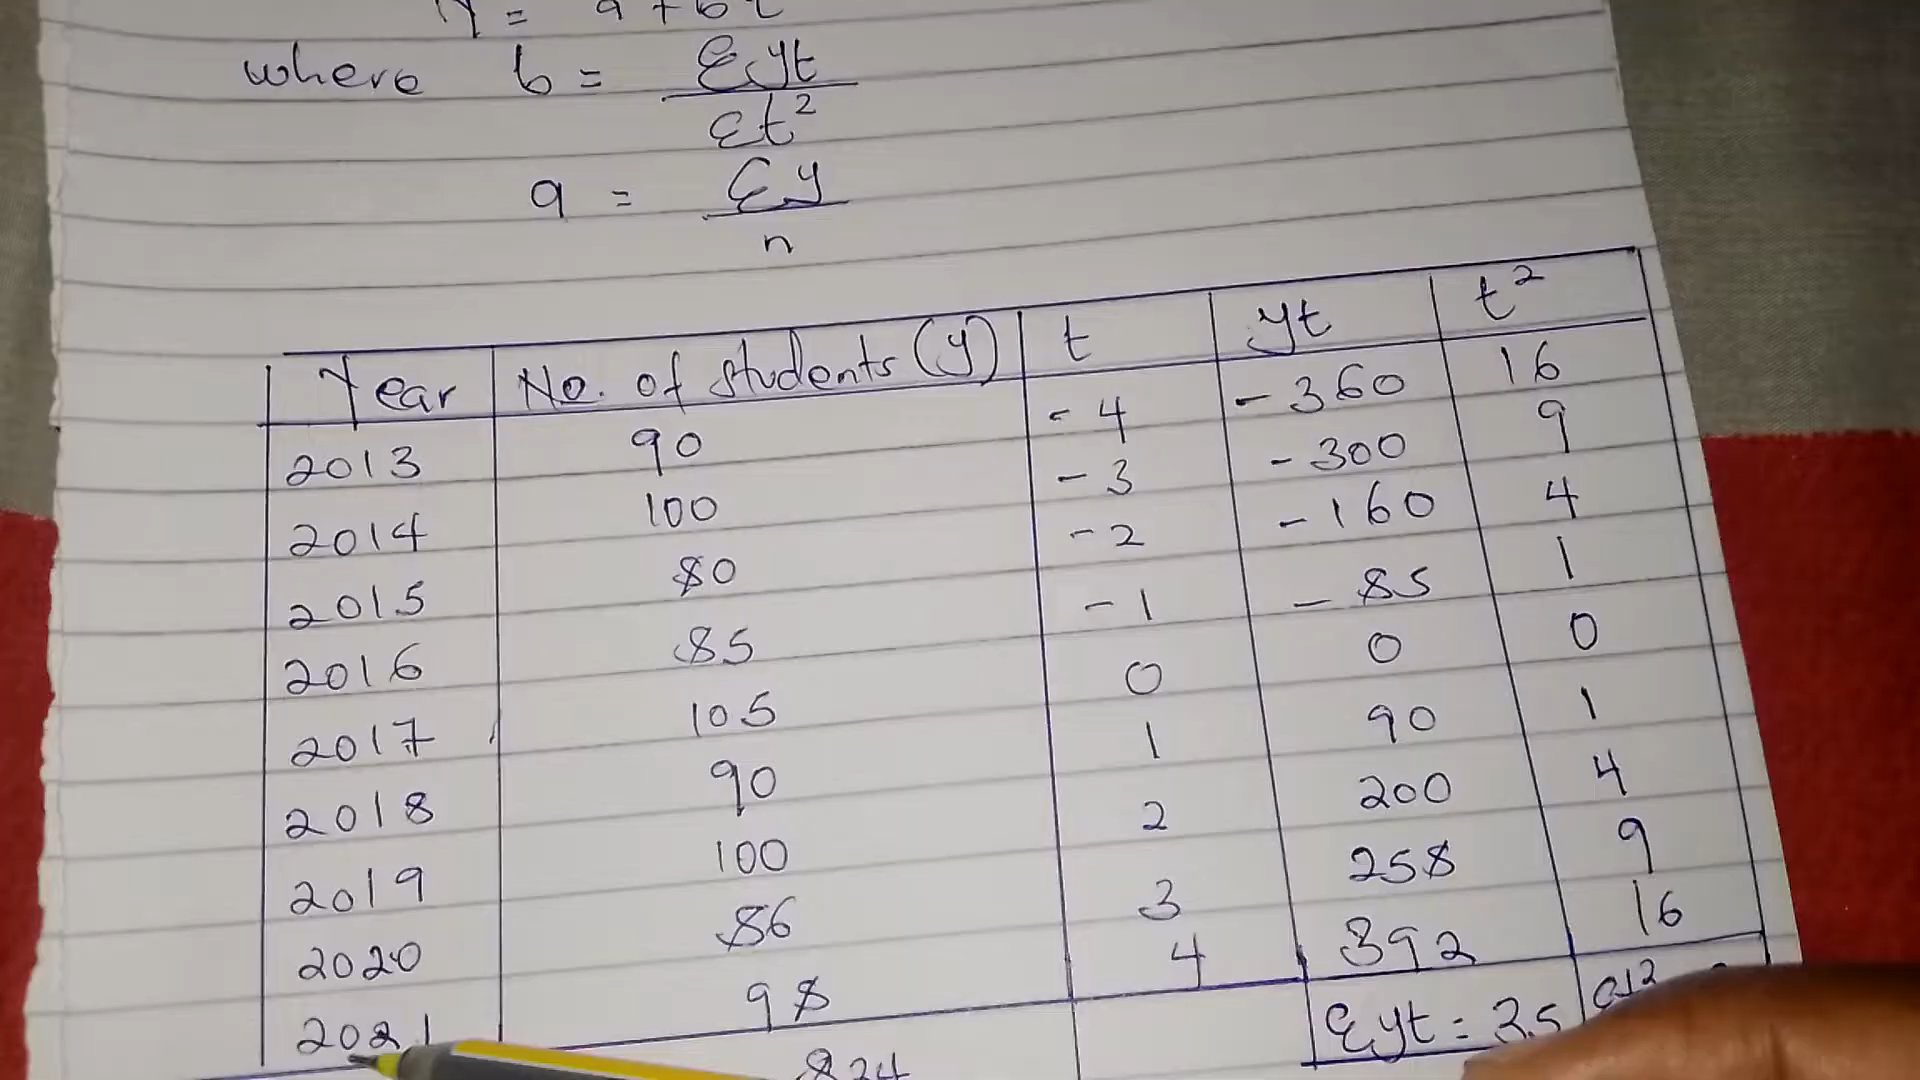 Y = a + bt
where b = Σyt
Σt²
a = Σy
n
Year No. of students (y) t yt t²
2013 90 -4 -360 16
2014 100 -3 -300 9
2015 80 -2 -160 4
2016 85 -1 -85 1
2017 105 0 0 0
2018 90 1 90 1
2019 100 2 200 4
2020 86 3 258 9
2021 98 4 392 16
824 Σyt = 35